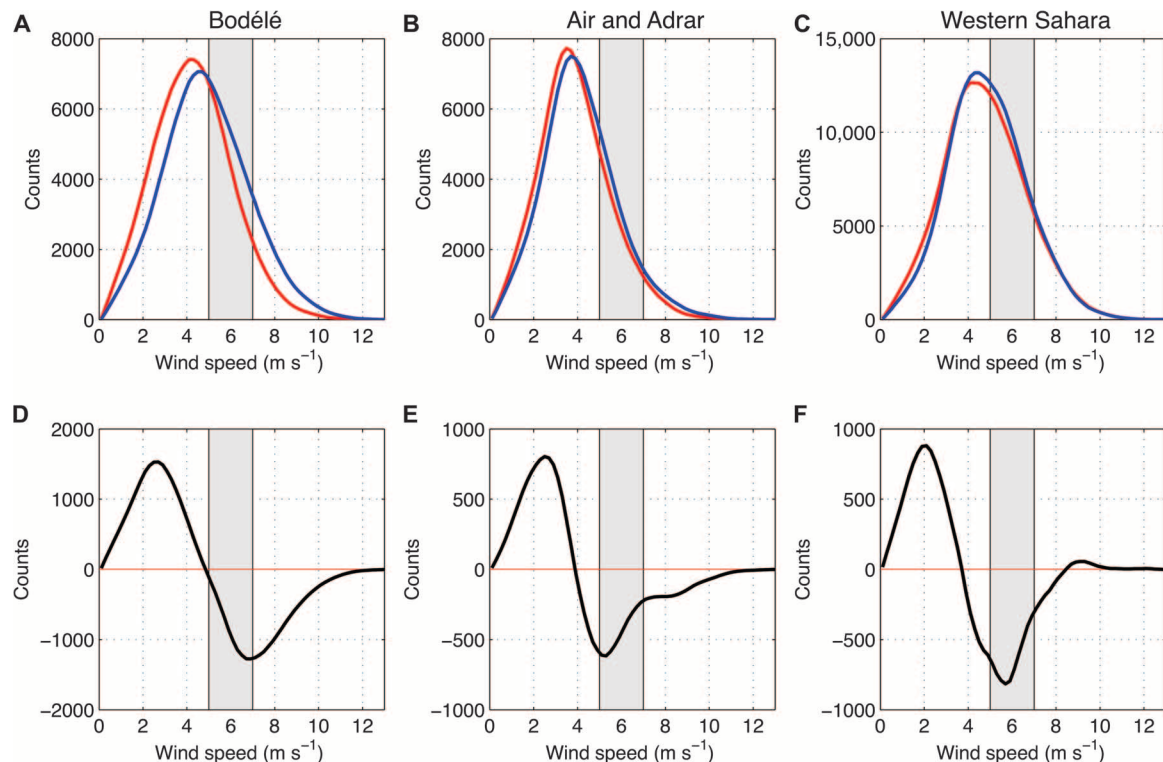 A Bodélé
B Air and Adrar
C Western Sahara
8000
6000
4000
2000
0
Counts
0 2 4 6 8 10 12
Wind speed (m s⁻¹)
8000
6000
4000
2000
0
Counts
0 2 4 6 8 10 12
Wind speed (m s⁻¹)
15,000
10,000
5000
0
Counts
0 2 4 6 8 10 12
Wind speed (m s⁻¹)
D
2000
1000
0
−1000
−2000
Counts
0 2 4 6 8 10 12
Wind speed (m s⁻¹)
E
1000
500
0
−500
−1000
Counts
0 2 4 6 8 10 12
Wind speed (m s⁻¹)
F
1000
500
0
−500
−1000
Counts
0 2 4 6 8 10 12
Wind speed (m s⁻¹)